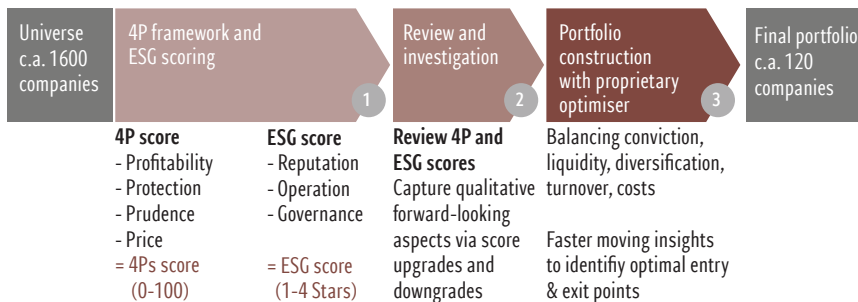 Universe
c.a. 1600
companies
4P framework and
ESG scoring
1
Review and
investigation
2
Portfolio
construction
with proprietary
optimiser
3
Final portfolio
c.a. 120
companies
4P score
- Profitability
- Protection
- Prudence
- Price
= 4Ps score
(0-100)
ESG score
- Reputation
- Operation
- Governance
= ESG score
(1-4 Stars)
Review 4P and
ESG scores
Capture qualitative
forward-looking
aspects via score
upgrades and
downgrades
Balancing conviction,
liquidity, diversification,
turnover, costs
Faster moving insights
to identifiy optimal entry
& exit points